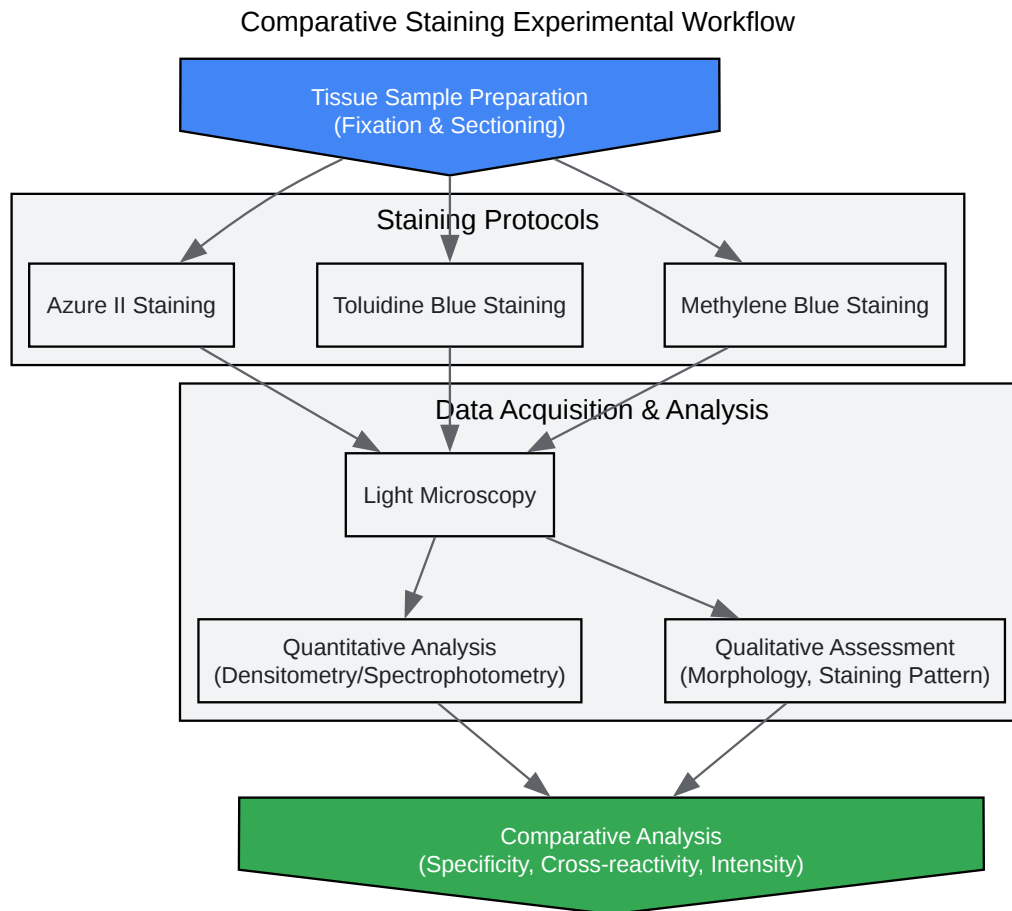 Comparative Staining Experimental Workflow
Tissue Sample Preparation
(Fixation & Sectioning)
Staining Protocols
Azure II Staining
Toluidine Blue Staining
Methylene Blue Staining
Data Acquisition & Analysis
Light Microscopy
Quantitative Analysis
(Densitometry/Spectrophotometry)
Qualitative Assessment
(Morphology, Staining Pattern)
Comparative Analysis
(Specificity, Cross-reactivity, Intensity)